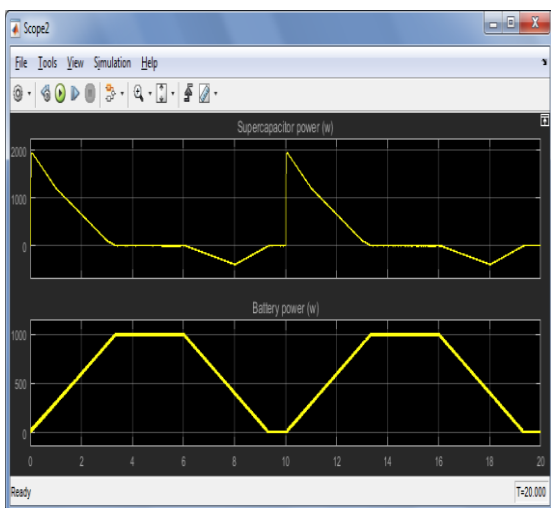 Scope2
File Tools View Simulation Help
Supercapacitor power (w)
2000
1000
0
Battery power (w)
1000
500
0
0 2 4 6 8 10 12 14 16 18 20
Ready T=20.000